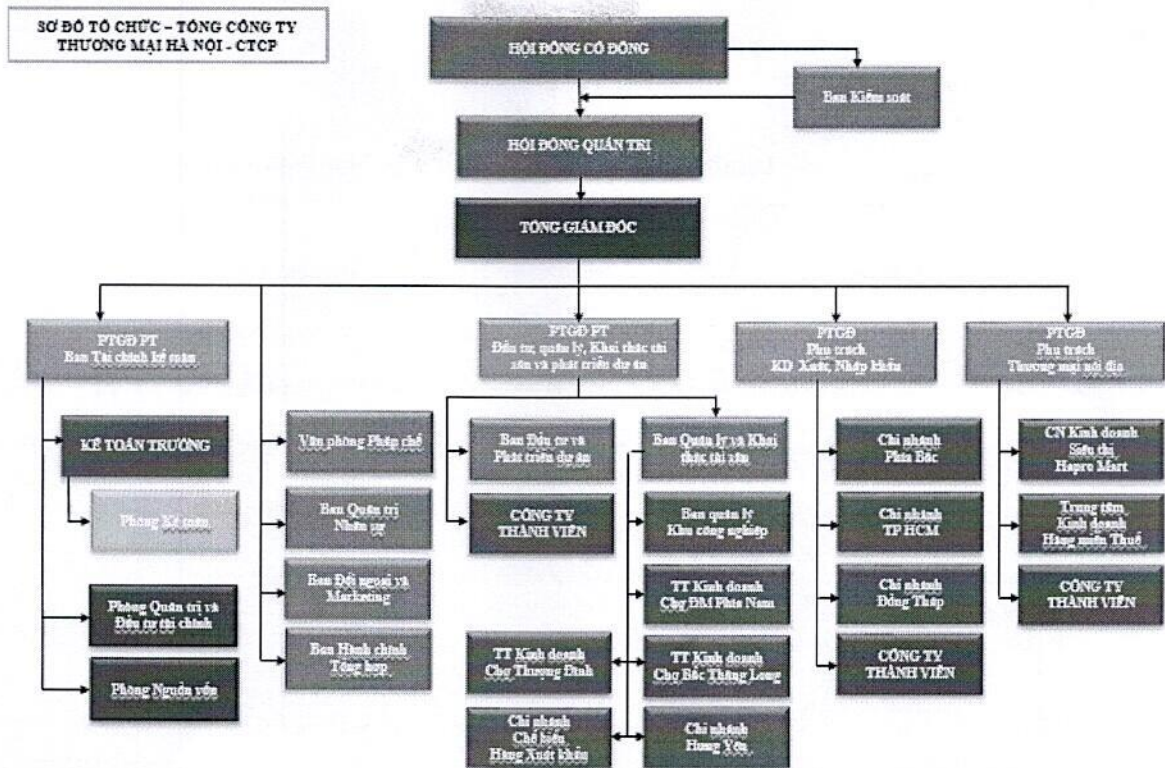 SƠ ĐỒ TỔ CHỨC – TỔNG CÔNG TY
THƯƠNG MẠI HÀ NỘI - CTCP
HỘI ĐỒNG CỔ ĐÔNG
Ban Kiểm soát
HỘI ĐỒNG QUẢN TRỊ
TỔNG GIÁM ĐỐC
PTGĐ PT
Ban Tài chính kế toán
PTGĐ PT
Đầu tư, quản lý, Khai thác tài
sản và phát triển dự án
PTGĐ
Phụ trách
KD Xuất, Nhập khẩu
PTGĐ
Phụ trách
Thương mại nội địa
KẾ TOÁN TRƯỞNG
Phòng Kế toán
Phòng Quản trị và
Đầu tư tài chính
Phòng Nguồn vốn
Văn phòng Pháp chế
Ban Quản trị
Nhân sự
Ban Đối ngoại và
Marketing
Ban Hành chính
Tổng hợp
Ban Đầu tư và
Phát triển dự án
CÔNG TY
THÀNH VIÊN
Ban Quản lý và Khai
thác tài sản
Ban quản lý
Khu công nghiệp
TT Kinh doanh
Chợ ĐM Phía Nam
TT Kinh doanh
Chợ Thượng Đình
TT Kinh doanh
Chợ Bắc Thăng Long
Chi nhánh
Chế biến
Hàng Xuất khẩu
Chi nhánh
Hưng Yên
Chi nhánh
Phía Bắc
Chi nhánh
TP HCM
Chi nhánh
Đồng Tháp
CÔNG TY
THÀNH VIÊN
CN Kinh doanh
Siêu thị
Hapro Mart
Trung tâm
Kinh doanh
Hàng miễn Thuế
CÔNG TY
THÀNH VIÊN